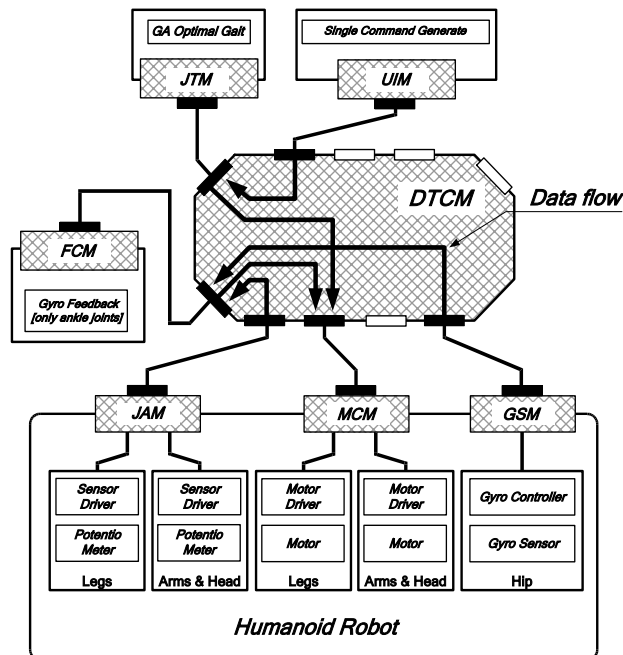 GA Optimal Gait
Single Command Generate
JTM
UIM
DTCM
Data flow
FCM
Gyro Feedback
[only ankle joints]
JAM
MCM
GSM
Sensor
Driver
Sensor
Driver
Motor
Driver
Motor
Driver
Gyro Controller
Potentio
Meter
Potentio
Meter
Motor
Motor
Gyro Sensor
Legs
Arms & Head
Legs
Arms & Head
Hip
Humanoid Robot